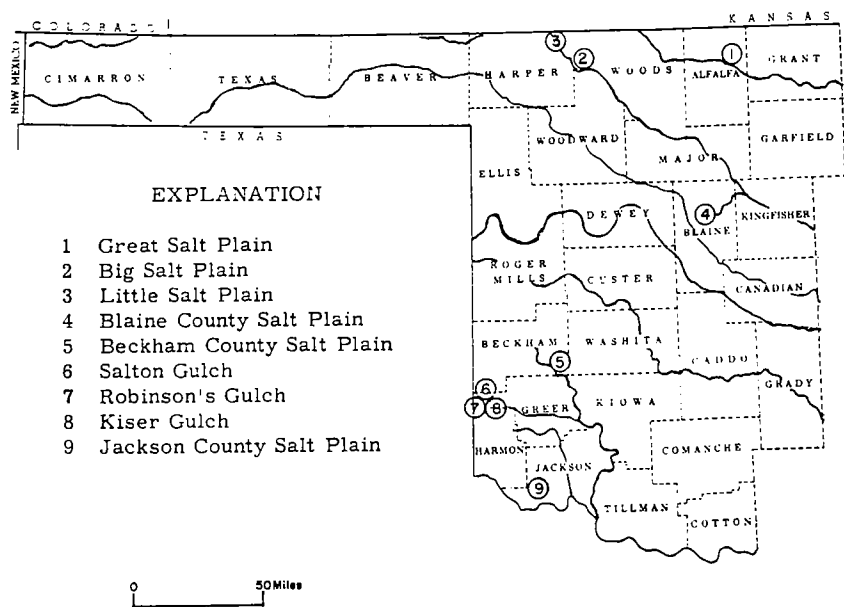 COLORADO
KANSAS
NEW MEXICO
CIMARRON
TEXAS
BEAVER
HARPER
WOODS
ALFALFA
GRANT
3
2
1
TEXAS
WOODWARD
GARFIELD
ELLIS
MAJOR
4
KINGFISHER
DEWEY
BLAINE
ROGER
MILLS
CUSTER
CANADIAN
BECKHAM
WASHITA
CADDO
5
GRADY
6
7
8
GREER
KIOWA
HARMON
COMANCHE
JACKSON
9
TILLMAN
COTTON
EXPLANATION
1 Great Salt Plain
2 Big Salt Plain
3 Little Salt Plain
4 Blaine County Salt Plain
5 Beckham County Salt Plain
6 Salton Gulch
7 Robinson's Gulch
8 Kiser Gulch
9 Jackson County Salt Plain
0 50 Miles